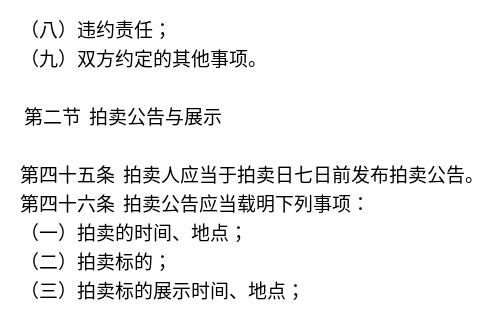 （八）违约责任；
（九）双方约定的其他事项。
第二节 拍卖公告与展示
第四十五条 拍卖人应当于拍卖日七日前发布拍卖公告。
第四十六条 拍卖公告应当载明下列事项：
（一）拍卖的时间、地点；
（二）拍卖标的；
（三）拍卖标的展示时间、地点；